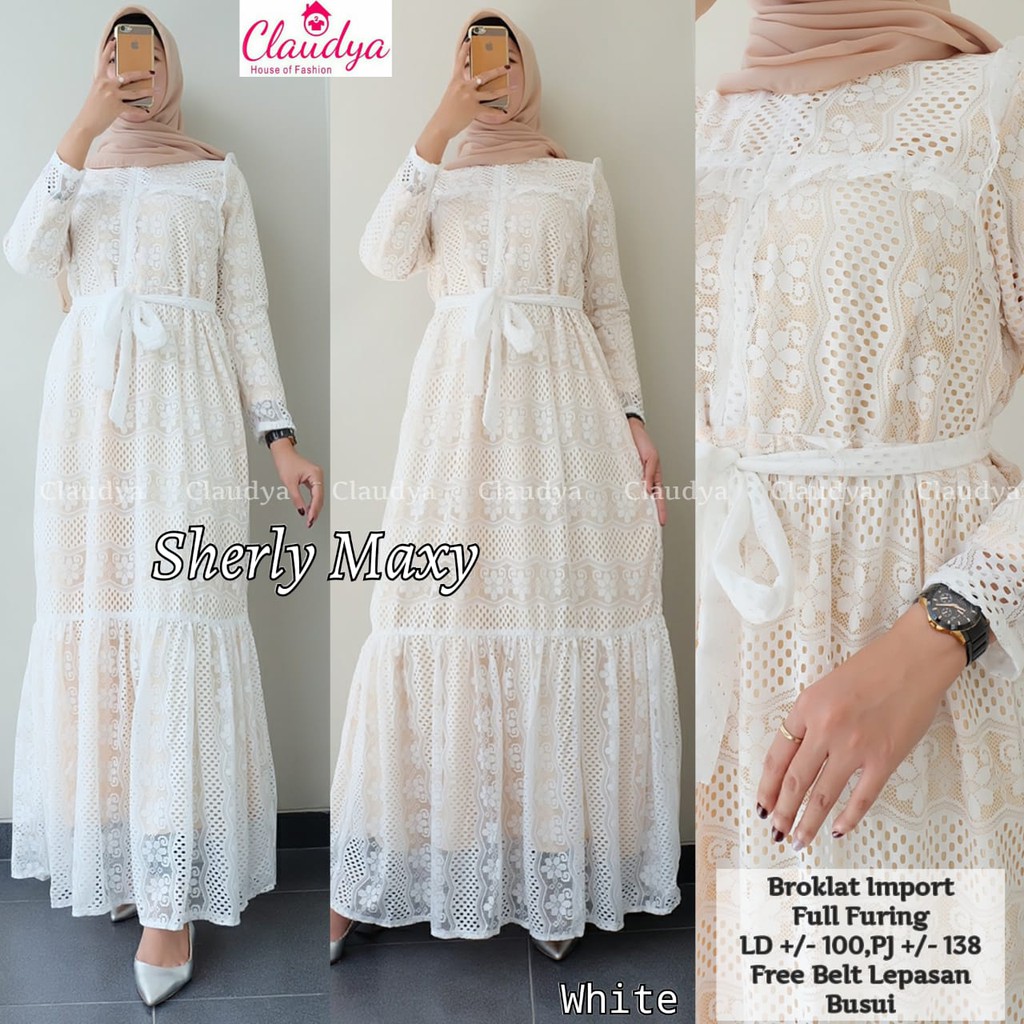 Claudya
House of Fashion
Claudya Claudya Claudya Claudya Claudya Claudya Claudya
Sherly Maxy
Broklat Import
Full Furing
LD +/- 100,PJ +/- 138
Free Belt Lepasan
Busui
White